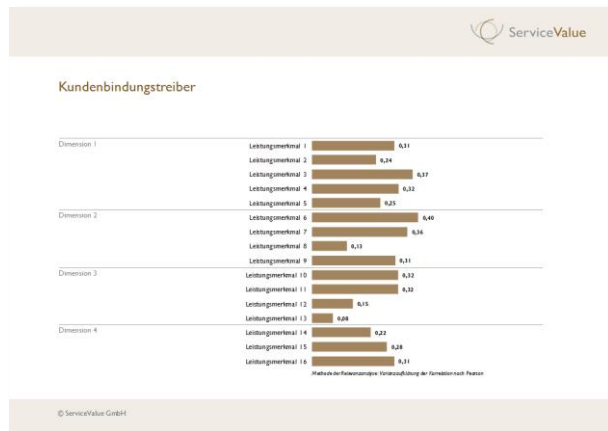 ServiceValue
Kundenbindungstreiber
Dimension 1
Leistungsmerkmal 1 0,31
Leistungsmerkmal 2 0,24
Leistungsmerkmal 3 0,37
Leistungsmerkmal 4 0,32
Leistungsmerkmal 5 0,25
Dimension 2
Leistungsmerkmal 6 0,40
Leistungsmerkmal 7 0,36
Leistungsmerkmal 8 0,13
Leistungsmerkmal 9 0,31
Dimension 3
Leistungsmerkmal 10 0,32
Leistungsmerkmal 11 0,32
Leistungsmerkmal 12 0,15
Leistungsmerkmal 13 0,08
Dimension 4
Leistungsmerkmal 14 0,22
Leistungsmerkmal 15 0,28
Leistungsmerkmal 16 0,31
Methode der Relevanzanalyse: Varianzaufklärung der Korrelation nach Pearson
© ServiceValue GmbH